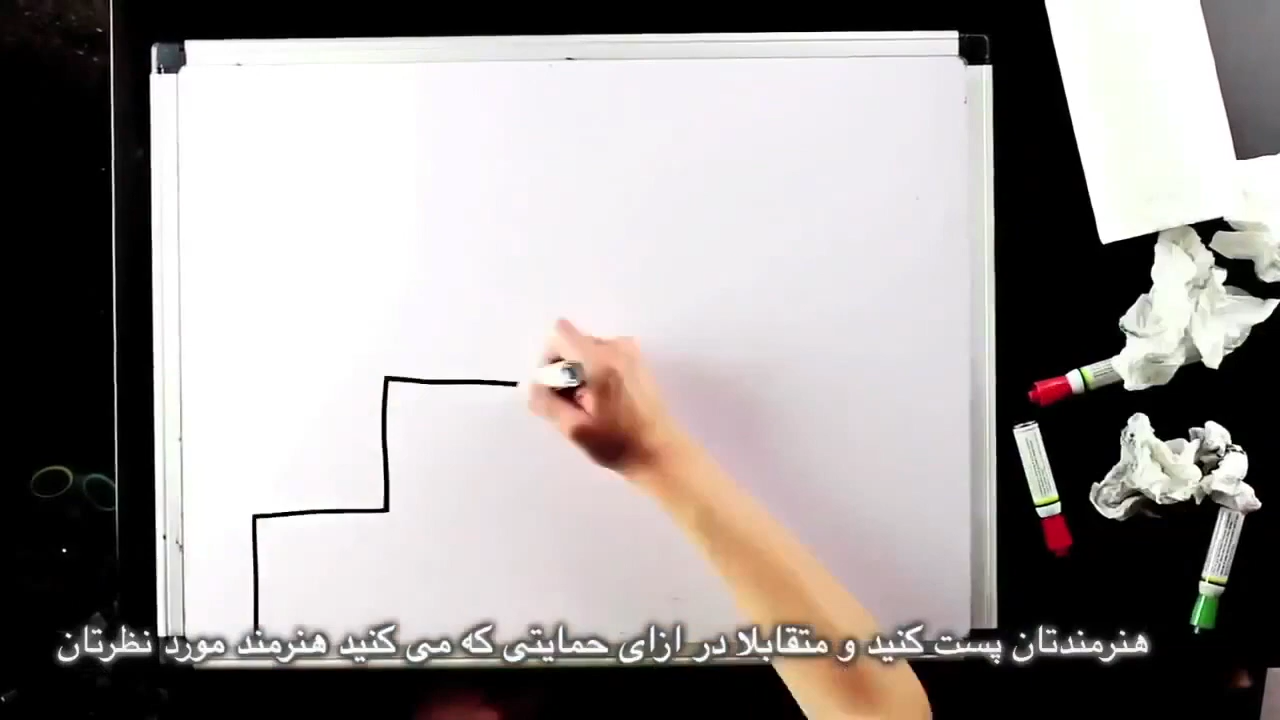 هنرمندتان پست کنید و متقابلا در ازای حمایتی که می کنید هنرمند مورد نظرتان